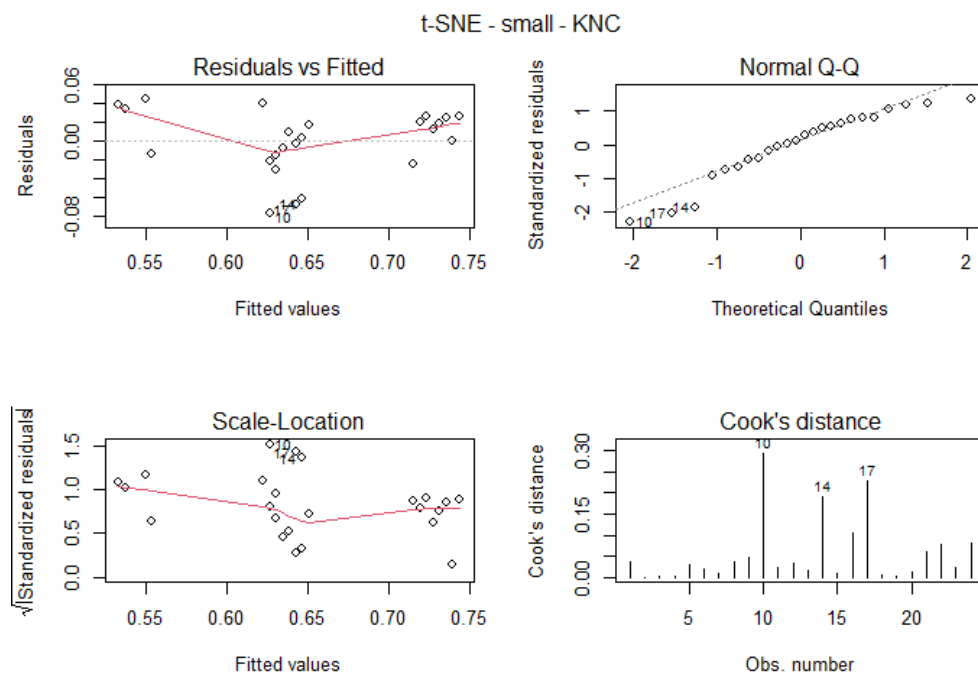 t-SNE - small - KNC
Residuals vs Fitted
Residuals
0.06
0.00
-0.08
14
17
10
0.55 0.60 0.65 0.70 0.75
Fitted values
Normal Q-Q
Standardized residuals
1
0
-1
-2
10
17
14
-2 -1 0 1 2
Theoretical Quantiles
Scale-Location
√|Standardized residuals|
1.5
1.0
0.5
0.0
10
17
14
0.55 0.60 0.65 0.70 0.75
Fitted values
Cook's distance
Cook's distance
0.30
0.15
0.00
10
14
17
5 10 15 20
Obs. number